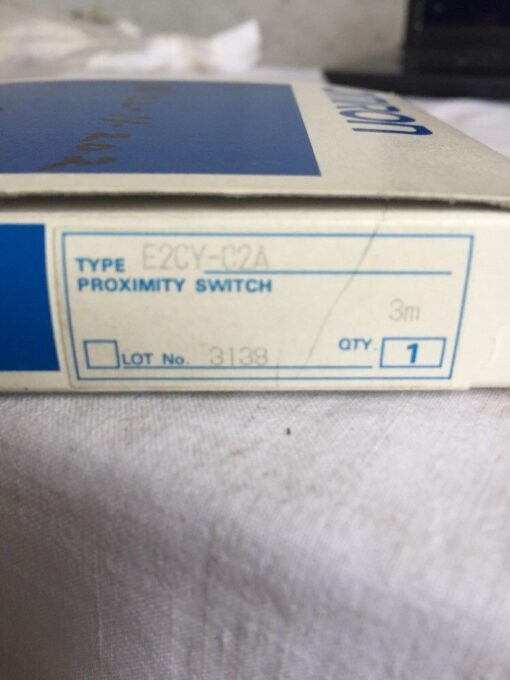 omron
TYPE E2CY-C2A
PROXIMITY SWITCH
3m
LOT No. 3138 QTY. 1